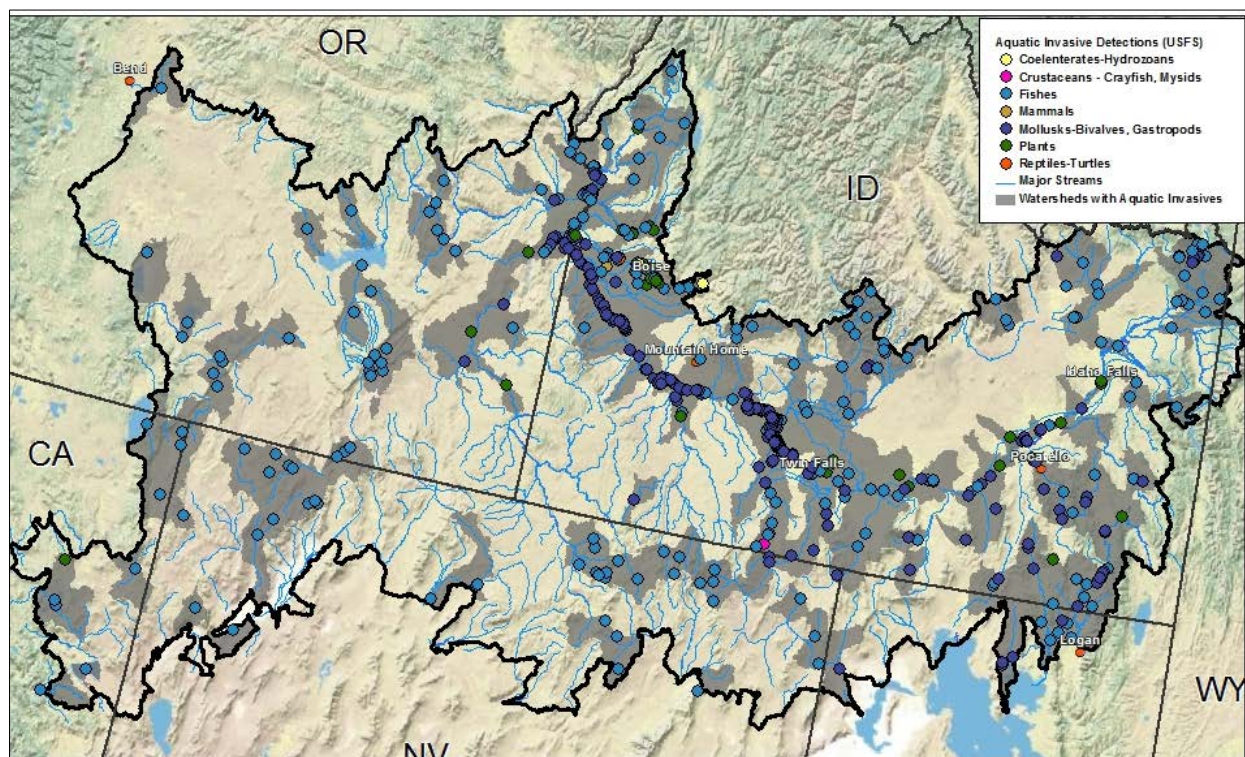 OR
Aquatic Invasive Detections (USFS)
Coelenterates-Hydrozoans
Crustaceans - Crayfish, Mysids
Fishes
Mammals
Mollusks-Bivalves, Gastropods
Plants
Reptiles-Turtles
Major Streams
Watersheds with Aquatic Invasives
Bend
ID
Boise
Mountain Home
Idaho Falls
CA
Twin Falls
Pocatello
Logan
WY
NV